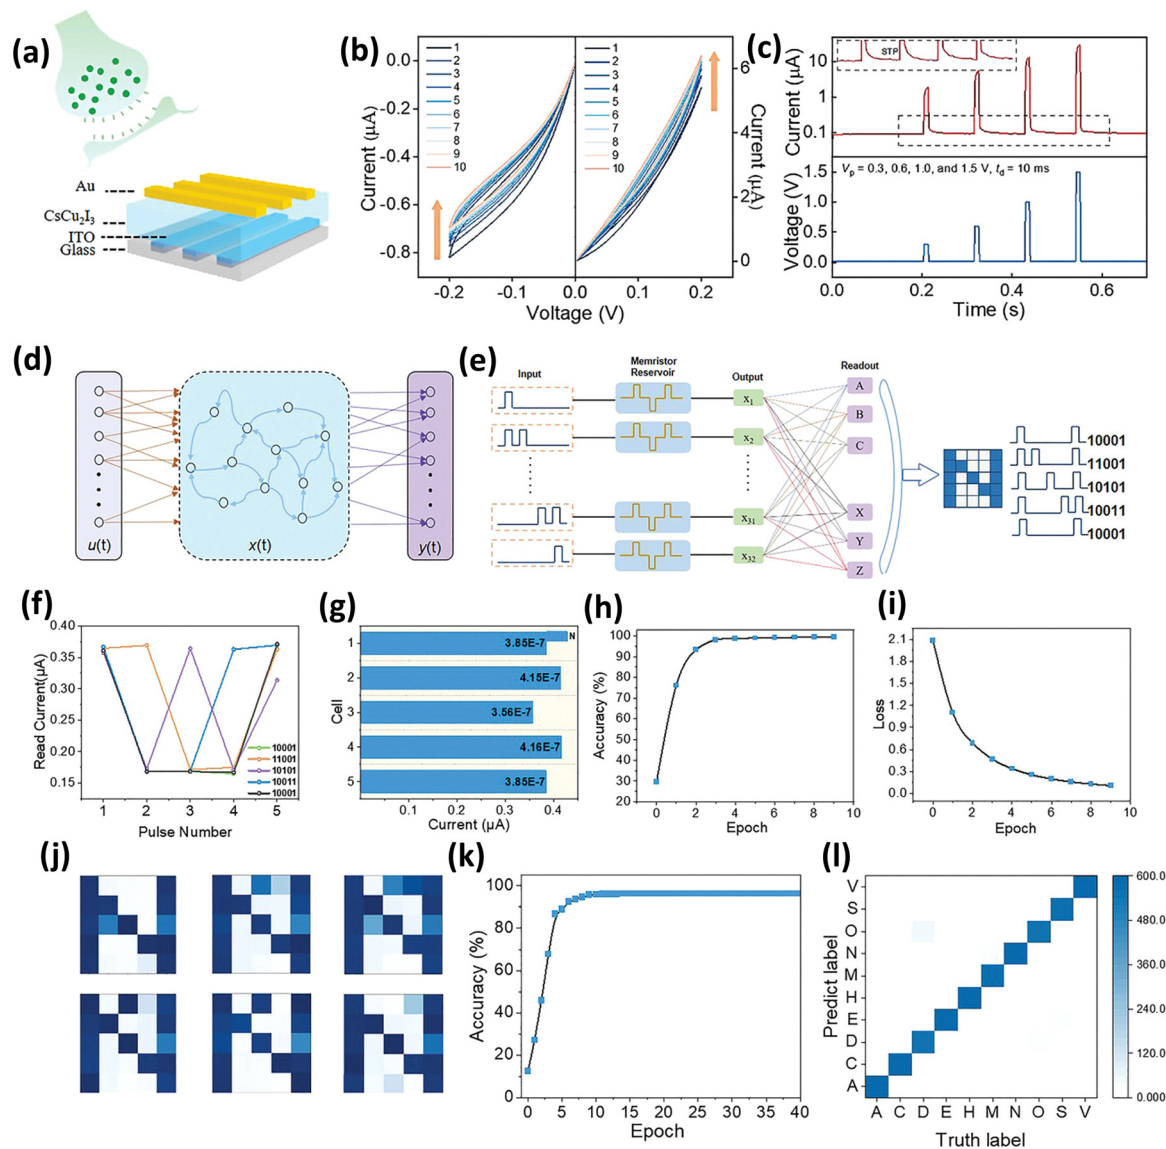 (a)
Au
CsCu2I3
ITO
Glass
(b)
0.0
-0.2
-0.4
-0.6
-0.8
Current (µA)
1
2
3
4
5
6
7
8
9
10
1
2
3
4
5
6
7
8
9
10
6
4
2
0
Current (µA)
-0.2
-0.1
0.0
0.1
0.2
Voltage (V)
(c)
STP
10
1
0.1
Current (µA)
Vp = 0.3, 0.6, 1.0, and 1.5 V, td = 10 ms
1.5
1.0
0.5
0.0
Voltage (V)
0.0
0.2
0.4
0.6
Time (s)
(d)
u(t)
x(t)
y(t)
(e)
Input
Memristor
Reservoir
Output
Readout
x1
x2
x31
x32
A
B
C
X
Y
Z
10001
11001
10101
10011
10001
(f)
0.40
0.35
0.30
0.25
0.20
0.15
Read Current(µA)
10001
11001
10101
10011
10001
1
2
3
4
5
Pulse Number
(g)
N
1
2
3
4
5
Cell
3.85E-7
4.15E-7
3.56E-7
4.16E-7
3.85E-7
0.1
0.2
0.3
0.4
Current (µA)
(h)
100
90
80
70
60
50
40
30
20
Accuracy (%)
0
2
4
6
8
10
Epoch
(i)
2.1
1.8
1.5
1.2
0.9
0.6
0.3
0.0
Loss
0
2
4
6
8
10
Epoch
(j)
(k)
100
80
60
40
20
0
Accuracy (%)
0
5
10
15
20
25
30
35
40
Epoch
(l)
V
S
O
N
M
H
E
D
C
A
Predict label
A C D E H M N O S V
Truth label
600.0
480.0
360.0
240.0
120.0
0.000